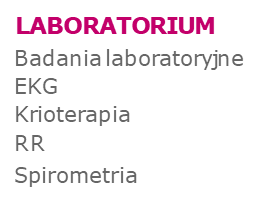 LABORATORIUM
Badania laboratoryjne
EKG
Krioterapia
RR
Spirometria